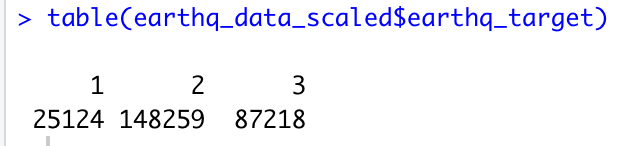 > table(earthq_data_scaled$earthq_target)
1 2 3
25124 148259 87218